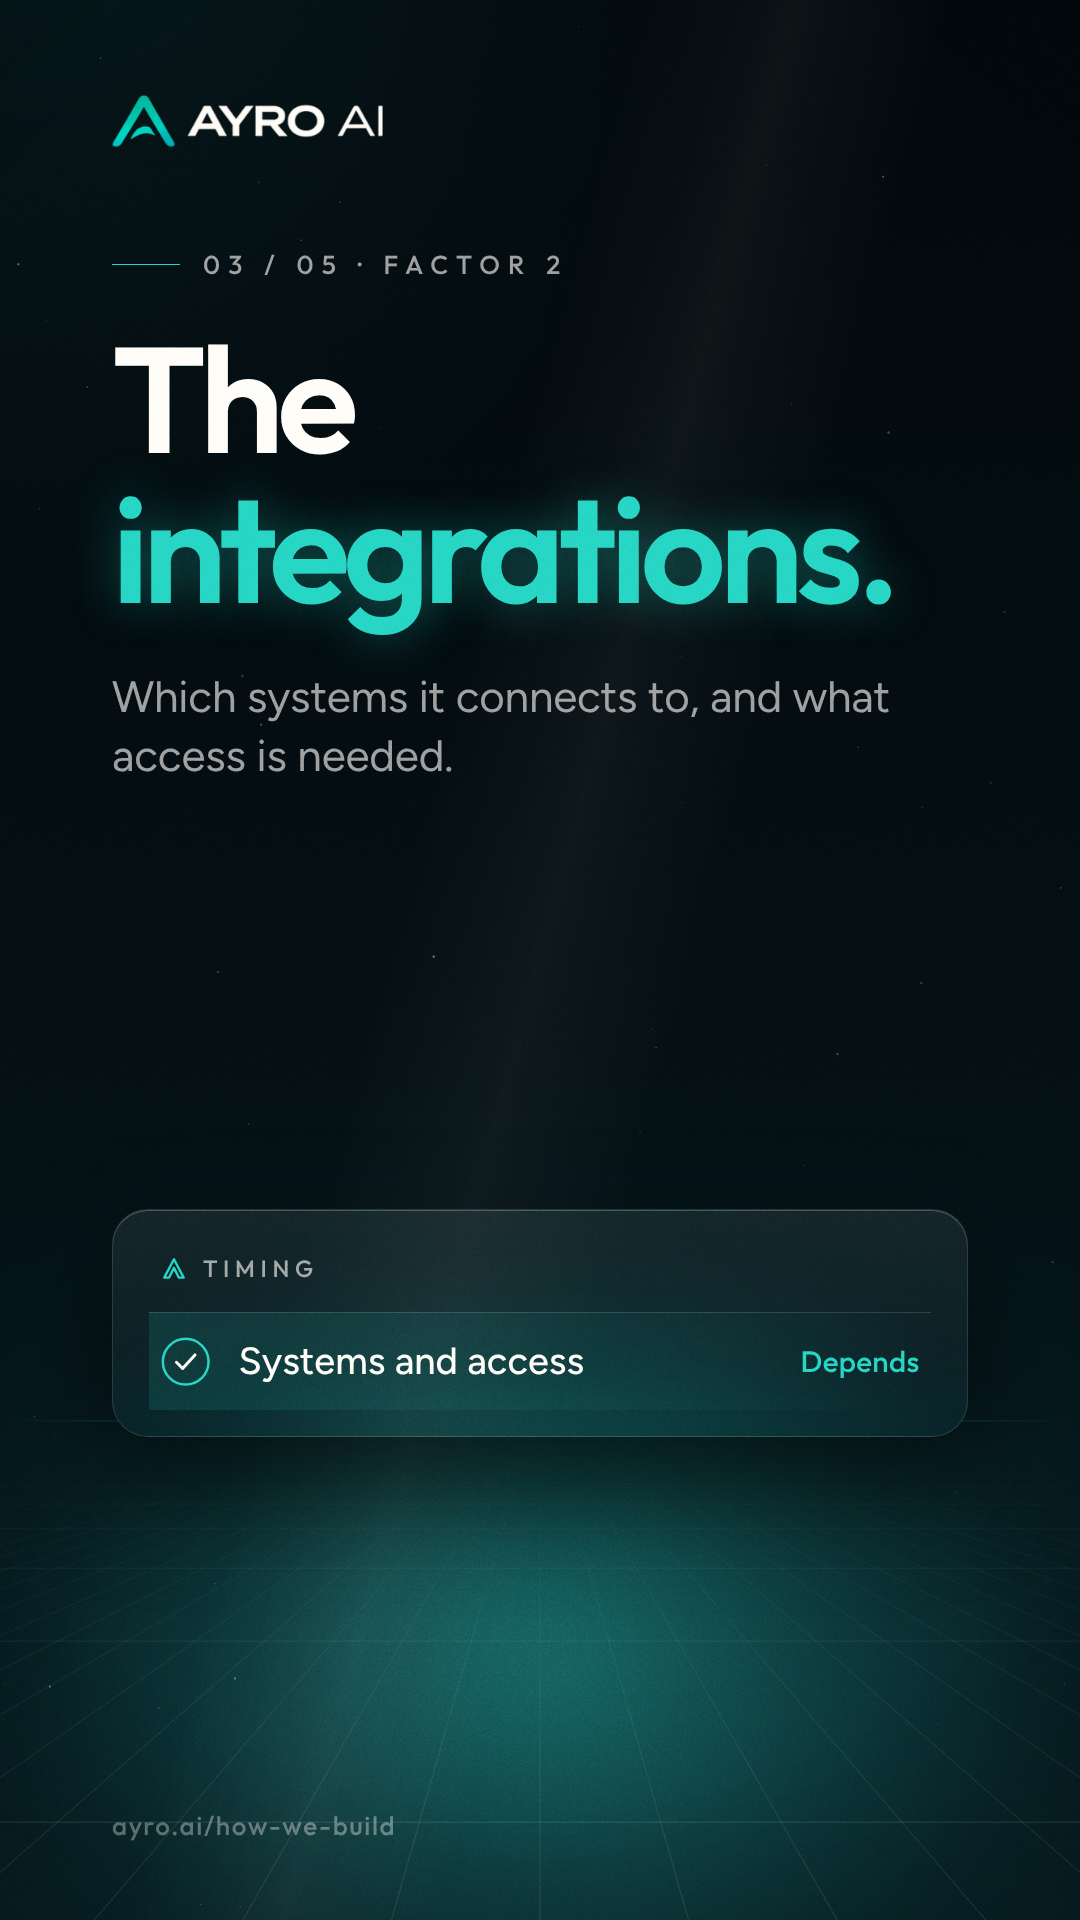 AYRO AI
03 / 05 · FACTOR 2
The
integrations.
Which systems it connects to, and what
access is needed.
TIMING
Systems and access
Depends
ayro.ai/how-we-build